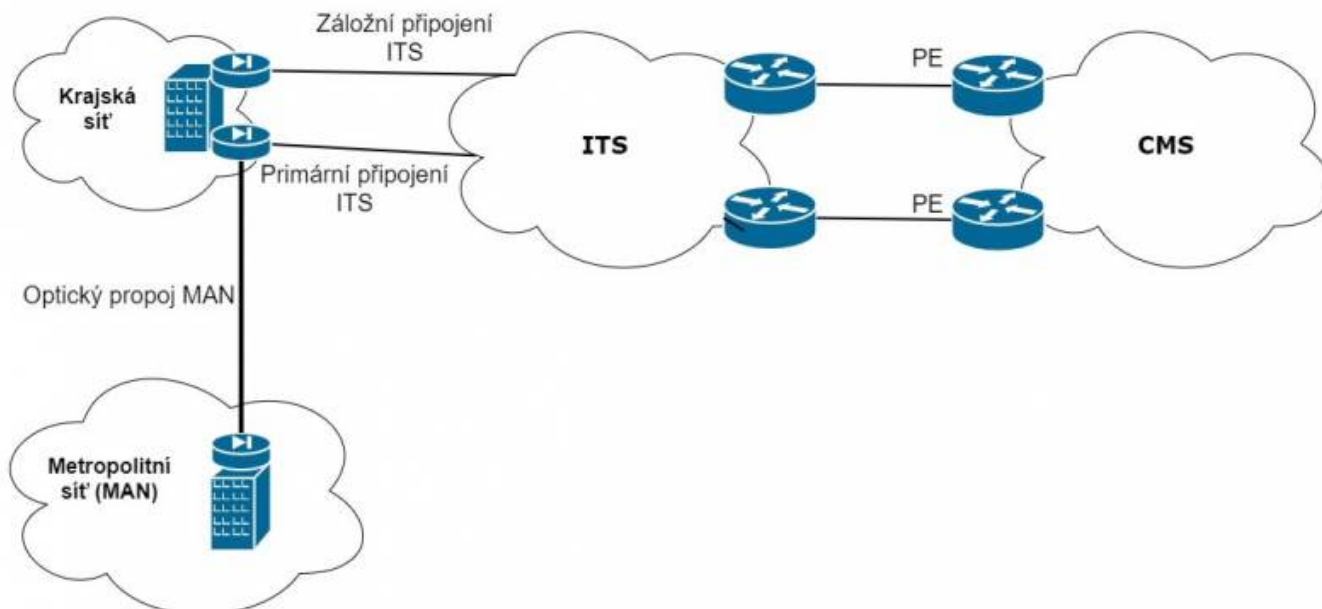 Záložní připojení
ITS
PE
Krajská
síť
ITS
CMS
Primární připojení
ITS
PE
Optický propoj MAN
Metropolitní
síť (MAN)